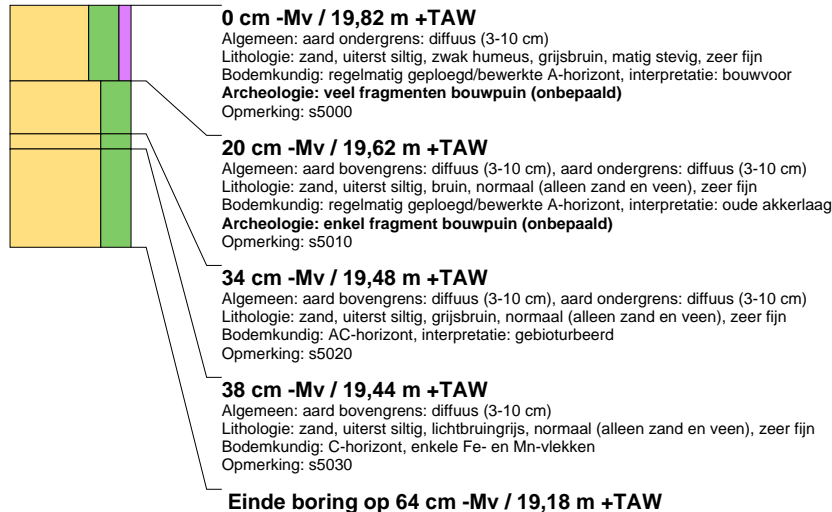 0 cm -Mv / 19,82 m +TAW
Algemeen: aard ondergrens: diffuus (3-10 cm)
Lithologie: zand, uiterst siltig, zwak humeus, grijsbruin, matig stevig, zeer fijn
Bodemkundig: regelmatig geploegd/bewerkte A-horizont, interpretatie: bouwvoor
Archeologie: veel fragmenten bouwpuin (onbepaald)
Opmerking: s5000
20 cm -Mv / 19,62 m +TAW
Algemeen: aard bovengrens: diffuus (3-10 cm), aard ondergrens: diffuus (3-10 cm)
Lithologie: zand, uiterst siltig, bruin, normaal (alleen zand en veen), zeer fijn
Bodemkundig: regelmatig geploegd/bewerkte A-horizont, interpretatie: oude akkerlaag
Archeologie: enkel fragment bouwpuin (onbepaald)
Opmerking: s5010
34 cm -Mv / 19,48 m +TAW
Algemeen: aard bovengrens: diffuus (3-10 cm), aard ondergrens: diffuus (3-10 cm)
Lithologie: zand, uiterst siltig, grijsbruin, normaal (alleen zand en veen), zeer fijn
Bodemkundig: AC-horizont, interpretatie: gebioturbeerd
Opmerking: s5020
38 cm -Mv / 19,44 m +TAW
Algemeen: aard bovengrens: diffuus (3-10 cm)
Lithologie: zand, uiterst siltig, lichtbruingrijs, normaal (alleen zand en veen), zeer fijn
Bodemkundig: C-horizont, enkele Fe- en Mn-vlekken
Opmerking: s5030
Einde boring op 64 cm -Mv / 19,18 m +TAW